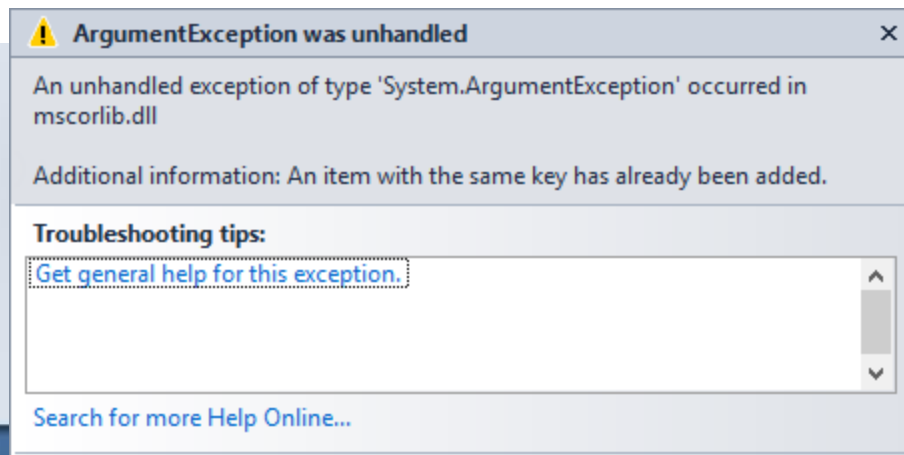 ArgumentException was unhandled
An unhandled exception of type 'System.ArgumentException' occurred in
mscorlib.dll
Additional information: An item with the same key has already been added.
Troubleshooting tips:
Get general help for this exception.
Search for more Help Online...